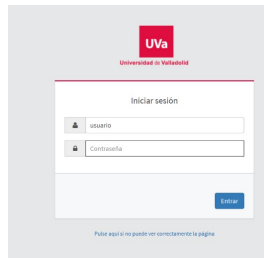 UVa
Universidad de Valladolid
Iniciar sesión
usuario
Contraseña
Entrar
Pulse aquí si no puede ver correctamente la página